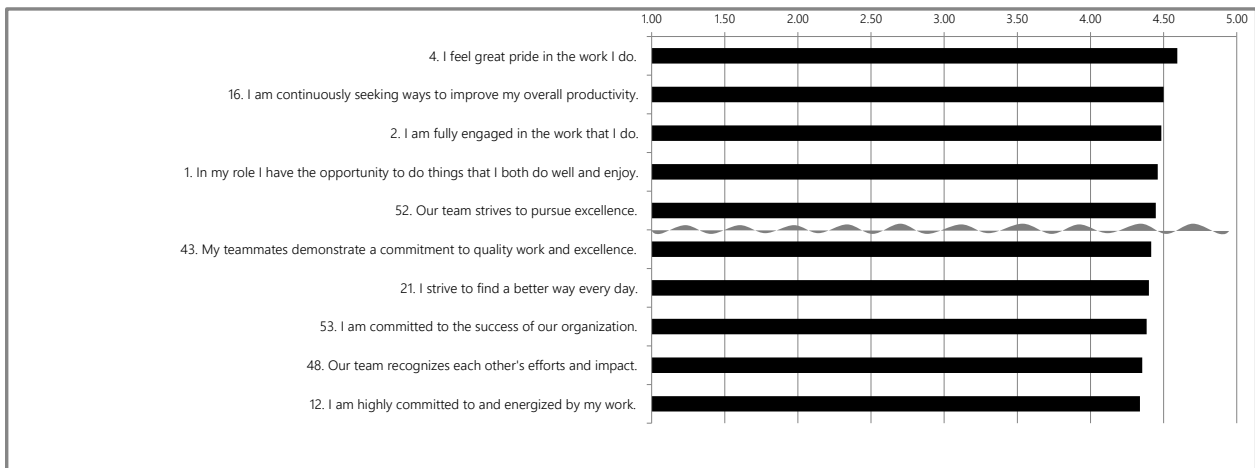 1.00 1.50 2.00 2.50 3.00 3.50 4.00 4.50 5.00
4. I feel great pride in the work I do.
16. I am continuously seeking ways to improve my overall productivity.
2. I am fully engaged in the work that I do.
1. In my role I have the opportunity to do things that I both do well and enjoy.
52. Our team strives to pursue excellence.
43. My teammates demonstrate a commitment to quality work and excellence.
21. I strive to find a better way every day.
53. I am committed to the success of our organization.
48. Our team recognizes each other's efforts and impact.
12. I am highly committed to and energized by my work.